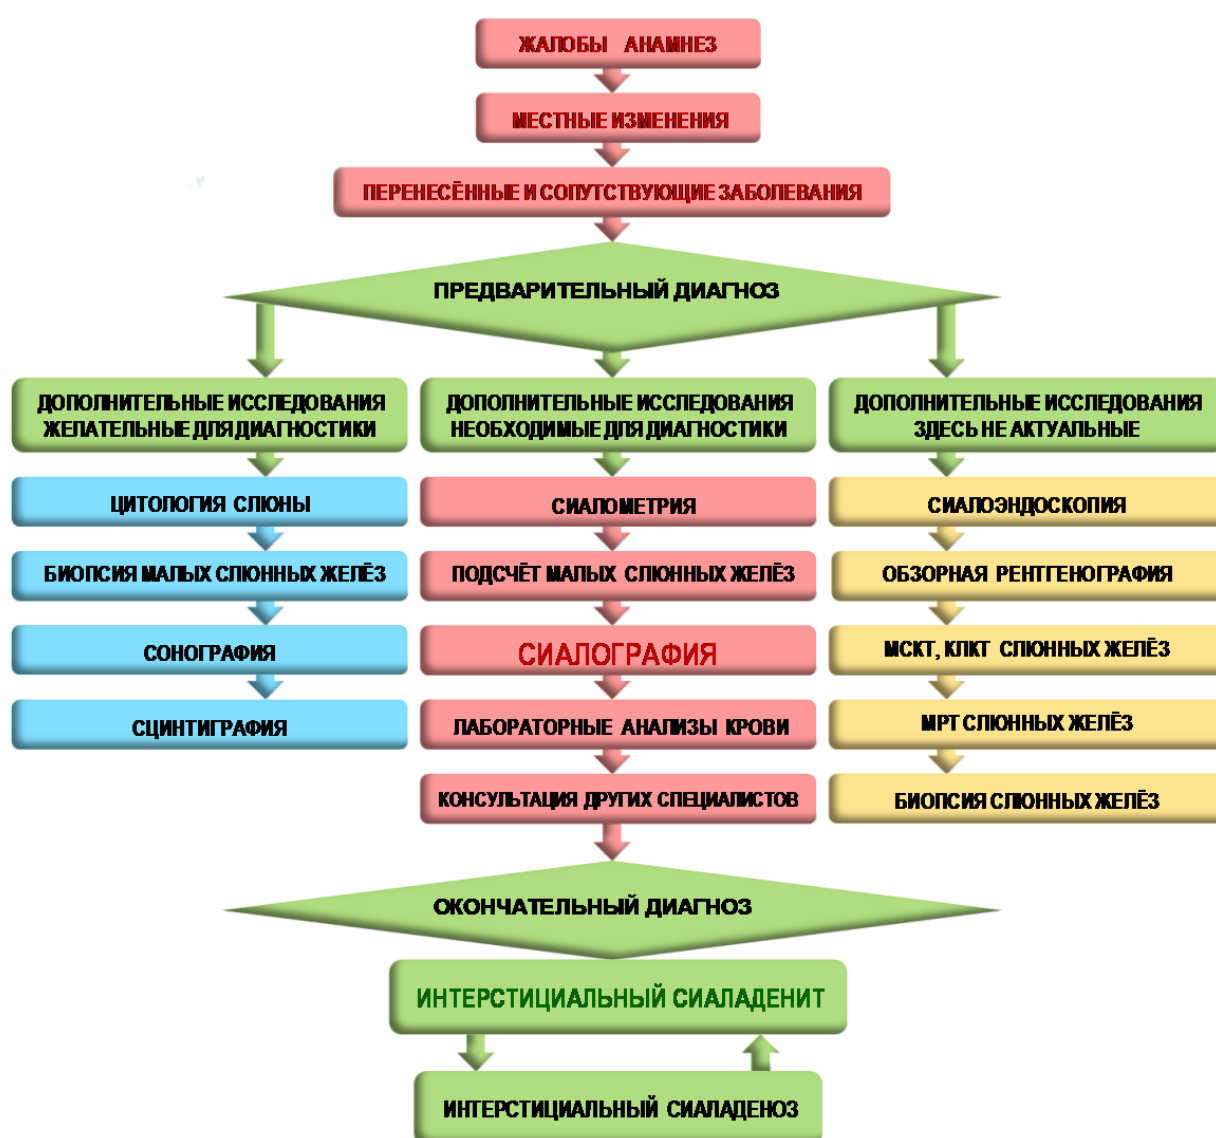 ЖАЛОБЫ АНАМНЕЗ
МЕСТНЫЕ ИЗМЕНЕНИЯ
ПЕРЕНЕСЁННЫЕ И СОПУТСТВУЮЩИЕ ЗАБОЛЕВАНИЯ
ПРЕДВАРИТЕЛЬНЫЙ ДИАГНОЗ
ДОПОЛНИТЕЛЬНЫЕ ИССЛЕДОВАНИЯ
ЖЕЛАТЕЛЬНЫЕ ДЛЯ ДИАГНОСТИКИ
ЦИТОЛОГИЯ СЛЮНЫ
БИОПСИЯ МАЛЫХ СЛЮННЫХ ЖЕЛЁЗ
СОНОГРАФИЯ
СЦИНТИГРАФИЯ
ДОПОЛНИТЕЛЬНЫЕ ИССЛЕДОВАНИЯ
НЕОБХОДИМЫЕ ДЛЯ ДИАГНОСТИКИ
СИАЛОМЕТРИЯ
ПОДСЧЁТ МАЛЫХ СЛЮННЫХ ЖЕЛЁЗ
СИАЛОГРАФИЯ
ЛАБОРАТОРНЫЕ АНАЛИЗЫ КРОВИ
КОНСУЛЬТАЦИЯ ДРУГИХ СПЕЦИАЛИСТОВ
ДОПОЛНИТЕЛЬНЫЕ ИССЛЕДОВАНИЯ
ЗДЕСЬ НЕ АКТУАЛЬНЫЕ
СИАЛОЭНДОСКОПИЯ
ОБЗОРНАЯ РЕНТГЕНОГРАФИЯ
МСКТ, КЛКТ СЛЮННЫХ ЖЕЛЁЗ
МРТ СЛЮННЫХ ЖЕЛЁЗ
БИОПСИЯ СЛЮННЫХ ЖЕЛЁЗ
ОКОНЧАТЕЛЬНЫЙ ДИАГНОЗ
ИНТЕРСТИЦИАЛЬНЫЙ СИАЛАДЕНИТ
ИНТЕРСТИЦИАЛЬНЫЙ СИАЛАДЕНОЗ